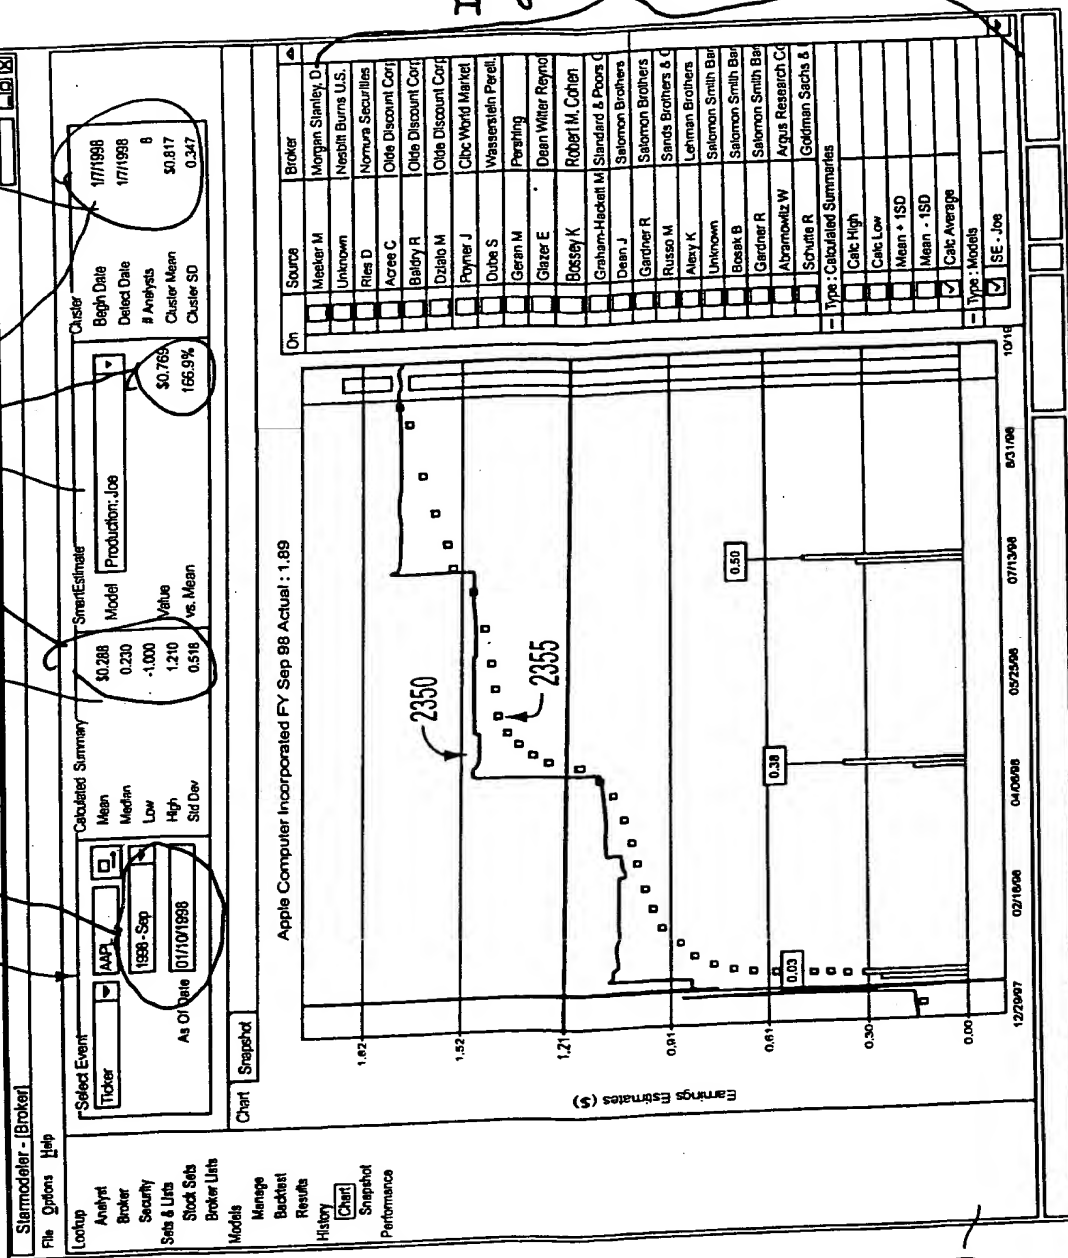 Starmodeler - [Broker]
File Options Help
Lookup
Analyst
Broker
Security
Sets & Lists
Stock Sets
Broker Lists
Models
Manage
Backtest
Results
History
Chart
Snapshot
Performance
Select Event
Ticker
AAPL
1998-Sep
As Of Date 01/10/1998
Calculated Summary
Mean $0.288
Median 0.230
Low -1.000
High 1.210
Std Dev 0.518
SmartEstimate
Model Production: Joe
Value $0.769
vs. Mean 166.9%
Cluster
Begin Date 1/7/1998
Detect Date 1/7/1998
# Analysts 8
Cluster Mean $0.817
Cluster SD 0.347
Chart Snapshot
Apple Computer Incorporated FY Sep 98 Actual : 1.89
Earnings Estimates ($)
1.82
1.52
1.21
0.91
0.61
0.30
0.00
2350
2355
0.03
0.38
0.50
12/29/97 02/16/98 04/06/98 05/25/98 07/13/98 8/31/98 10/19
On Source Broker
Meeker M Morgan Stanley, D
Unknown Nesbitt Burns U.S.
Ries D Nomura Securities
Acree C Olde Discount Corp
Baldry R Olde Discount Corp
Dzialo M Olde Discount Corp
Poyner J Cibc World Market
Dube S Wasserstein Perell,
Geran M Pershing
Glazer E Dean Witter Reynol
Bossey K Robert M. Cohen
Graham-Hackett M Standard & Poors C
Dean J Salomon Brothers
Gardner R Salomon Brothers
Russo M Sands Brothers & C
Alexy K Lehman Brothers
Unknown Salomon Smith Bar
Bosak B Salomon Smith Bar
Gardner R Salomon Smith Bar
Abramowitz W Argus Research Co
Schutte R Goldman Sachs &
- Type : Calculated Summaries
Calc High
Calc Low
Mean + 1SD
Mean - 1SD
Calc Average
- Type : Models
SE - Joe